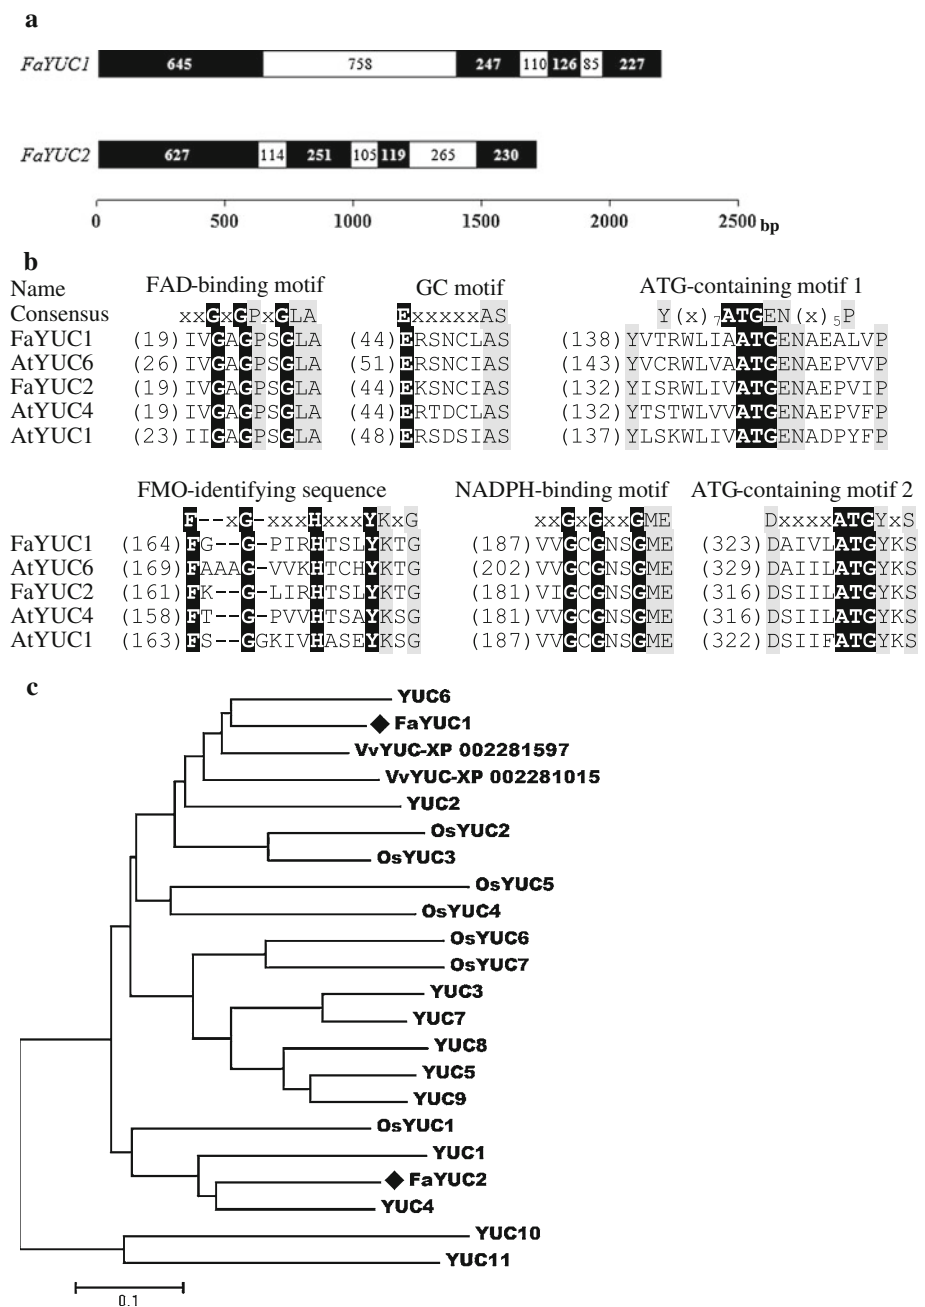 a
FaYUC1 645 758 247 110 126 85 227
FaYUC2 627 114 251 105 119 265 230
0 500 1000 1500 2000 2500 bp
b
Name FAD-binding motif GC motif ATG-containing motif 1
Consensus xxGxGPxGLA ExxxxxAS Y(x)7ATGEN(x)5P
FaYUC1 (19)IVGAGPSGLA (44)ERSNCLAS (138)YVTRWLIAATGENAEALVP
AtYUC6 (26)IVGAGPSGLA (51)ERSNCIAS (143)YVCRWLVAATGENAEPVVP
FaYUC2 (19)IVGAGPSGLA (44)EKSNCIAS (132)YISRWLIVATGENAEPVIP
AtYUC4 (19)IVGAGPSGLA (44)ERTDCLAS (132)YTSTWLVVATGENAEPVFP
AtYUC1 (23)IIGAGPSGLA (48)ERSDSIAS (137)YLSKWLIVATGENADPYFP
FMO-identifying sequence NADPH-binding motif ATG-containing motif 2
F--xG-xxxHxxxYKxG xxGxGxxGME DxxxxATGYxS
FaYUC1 (164)FG--G-PIRHTSLYKTG (187)VVGCGNSGME (323)DAIVLATGYKS
AtYUC6 (169)FAAAG-VVKHTCHYKTG (202)VVGCGNSGME (329)DAIILATGYKS
FaYUC2 (161)FK--G-LIRHTSLYKTG (181)VIGCGNSGME (316)DSIILATGYKS
AtYUC4 (158)FT--G-PVVHTSAYKSG (181)VVGCGNSGME (316)DSIILATGYKS
AtYUC1 (163)FS--GGKIVHASEYKSG (187)VVGCGNSGME (322)DSIIFATGYKS
c
YUC6
FaYUC1
VvYUC-XP 002281597
VvYUC-XP 002281015
YUC2
OsYUC2
OsYUC3
OsYUC5
OsYUC4
OsYUC6
OsYUC7
YUC3
YUC7
YUC8
YUC5
YUC9
OsYUC1
YUC1
FaYUC2
YUC4
YUC10
YUC11
0.1